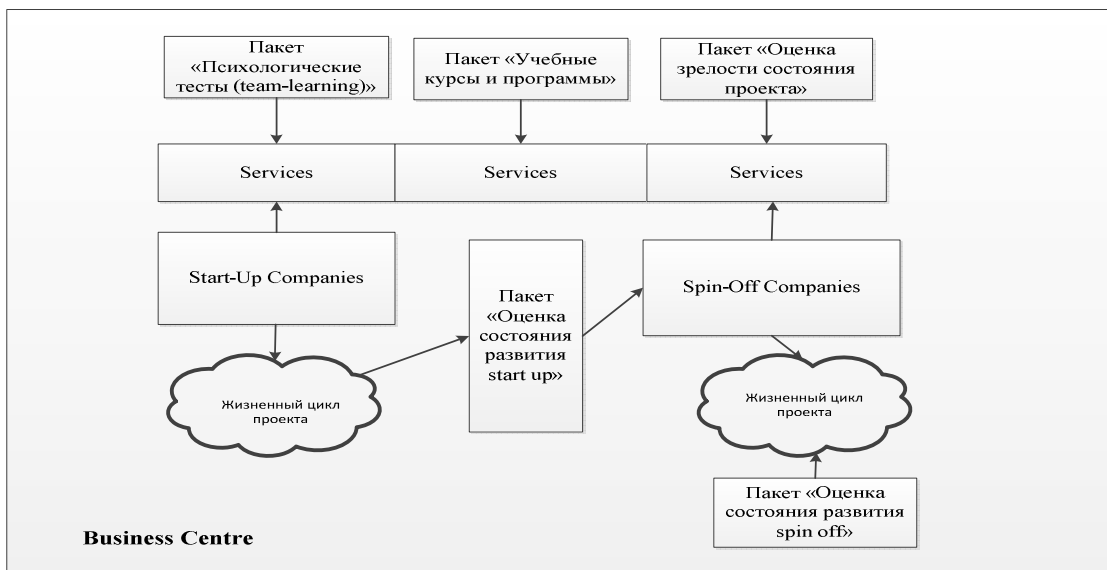 Пакет
«Психологические
тесты (team-learning)»
Пакет «Учебные
курсы и программы»
Пакет «Оценка
зрелости состояния
проекта»
Services
Services
Services
Start-Up Companies
Пакет
«Оценка
состояния
развития
start up»
Spin-Off Companies
Жизненный цикл
проекта
Жизненный цикл
проекта
Пакет «Оценка
состояния развития
spin off»
Business Centre